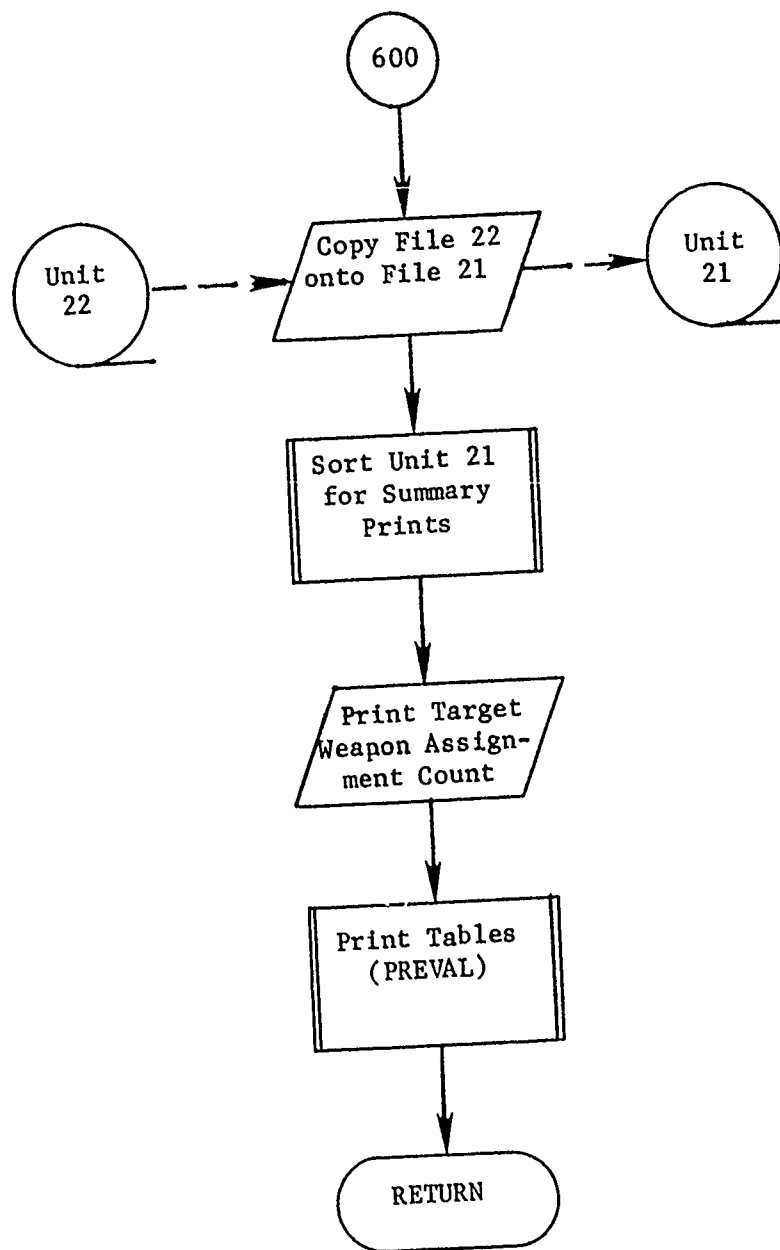 600
Unit
22
Copy File 22
onto File 21
Unit
21
Sort Unit 21
for Summary
Prints
Print Target
Weapon Assign-
ment Count
Print Tables
(PREVAL)
RETURN